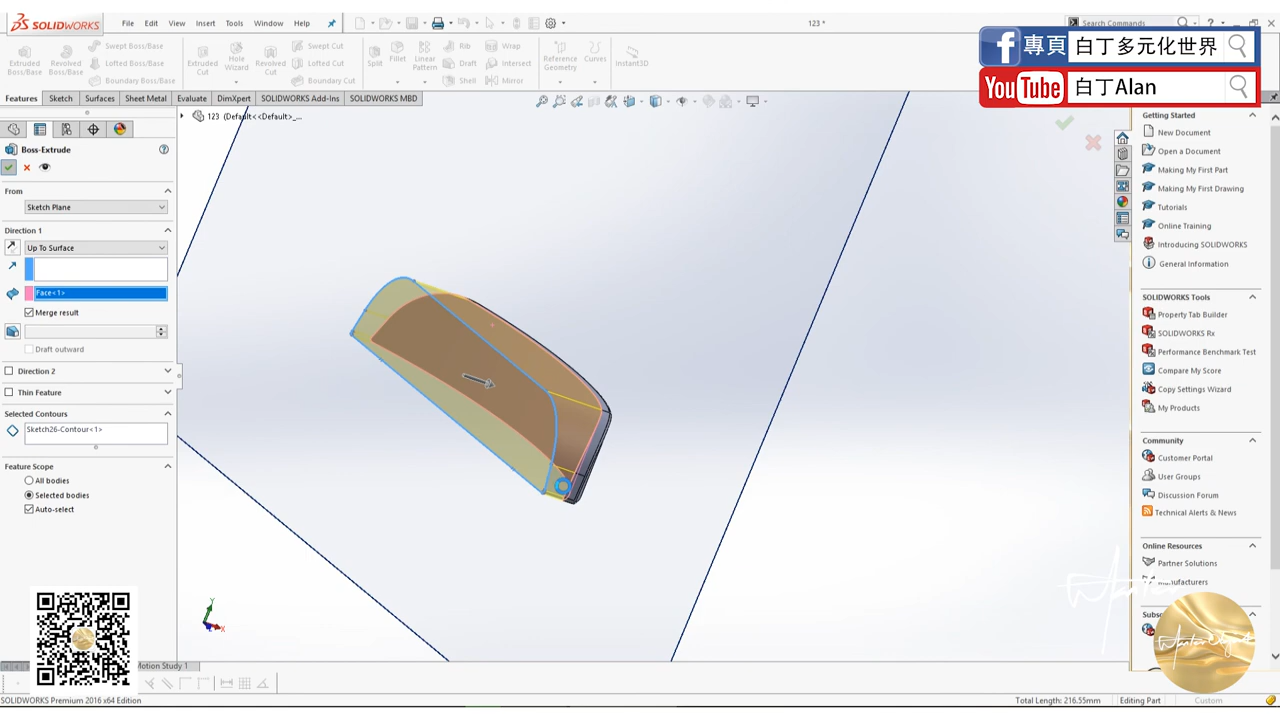 SOLIDWORKS
File Edit View Insert Tools Window Help
123 *
Search Commands
專頁 白丁多元化世界
YouTube 白丁Alan
Extruded Boss/Base
Revolved Boss/Base
Swept Boss/Base
Lofted Boss/Base
Boundary Boss/Base
Extruded Cut
Hole Wizard
Revolved Cut
Swept Cut
Lofted Cut
Boundary Cut
Split
Fillet
Linear Pattern
Rib
Draft
Shell
Wrap
Intersect
Mirror
Reference Geometry
Curves
Instant3D
Features Sketch Surfaces Sheet Metal Evaluate DimXpert SOLIDWORKS Add-Ins SOLIDWORKS MBD
123 (Default<<Default>_...
Boss-Extrude
From
Sketch Plane
Direction 1
Up To Surface
Face<1>
Merge result
Draft outward
Direction 2
Thin Feature
Selected Contours
Sketch26-Contour<1>
Feature Scope
All bodies
Selected bodies
Auto-select
Getting Started
New Document
Open a Document
Making My First Part
Making My First Drawing
Tutorials
Online Training
Introducing SOLIDWORKS
General Information
SOLIDWORKS Tools
Property Tab Builder
SOLIDWORKS Rx
Performance Benchmark Test
Compare My Score
Copy Settings Wizard
My Products
Community
Customer Portal
User Groups
Discussion Forum
Technical Alerts & News
Online Resources
Partner Solutions
Motion Study 1
SOLIDWORKS Premium 2016 x64 Edition
Total Length: 216.55mm Editing Part Custom